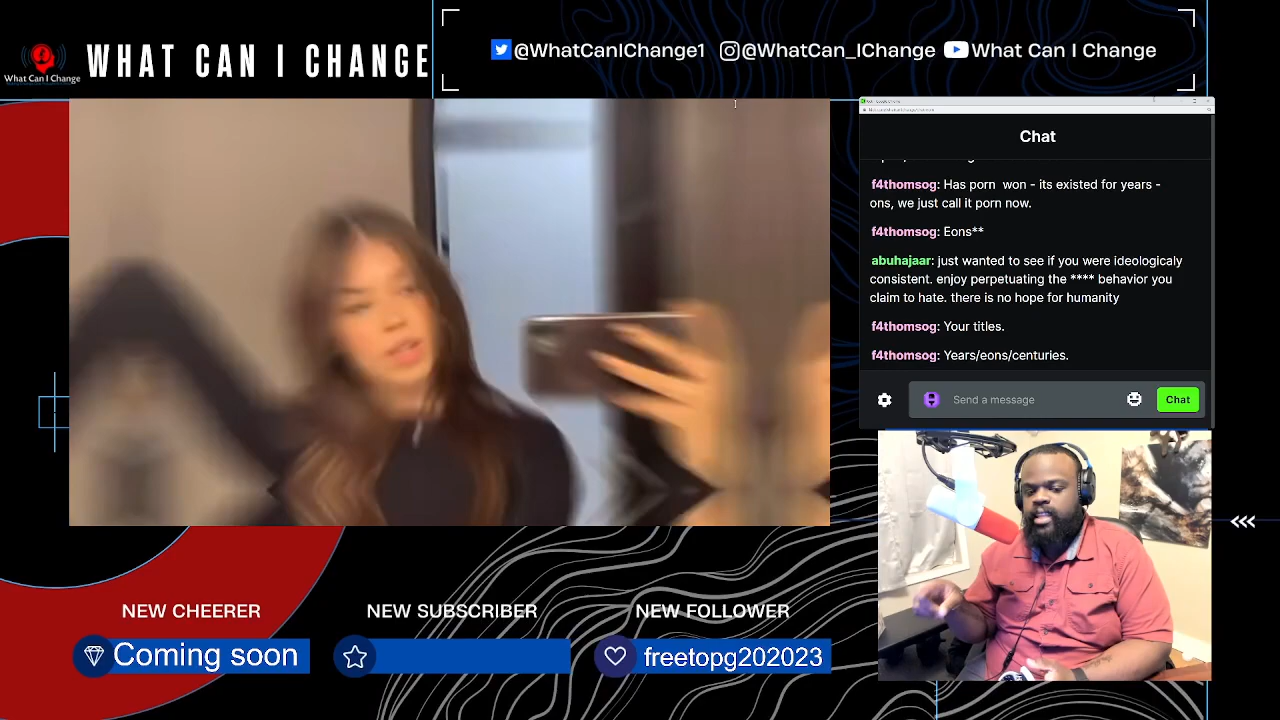 What Can I Change
WHAT CAN I CHANGE
@WhatCanIChange1 @WhatCan_IChange What Can I Change
Chat
f4thomsog: Has porn won - its existed for years -
ons, we just call it porn now.
f4thomsog: Eons**
abuhajaar: just wanted to see if you were ideologicaly
consistent. enjoy perpetuating the **** behavior you
claim to hate. there is no hope for humanity
f4thomsog: Your titles.
f4thomsog: Years/eons/centuries.
Send a message
Chat
NEW CHEERER NEW SUBSCRIBER NEW FOLLOWER
Coming soon freetopg202023